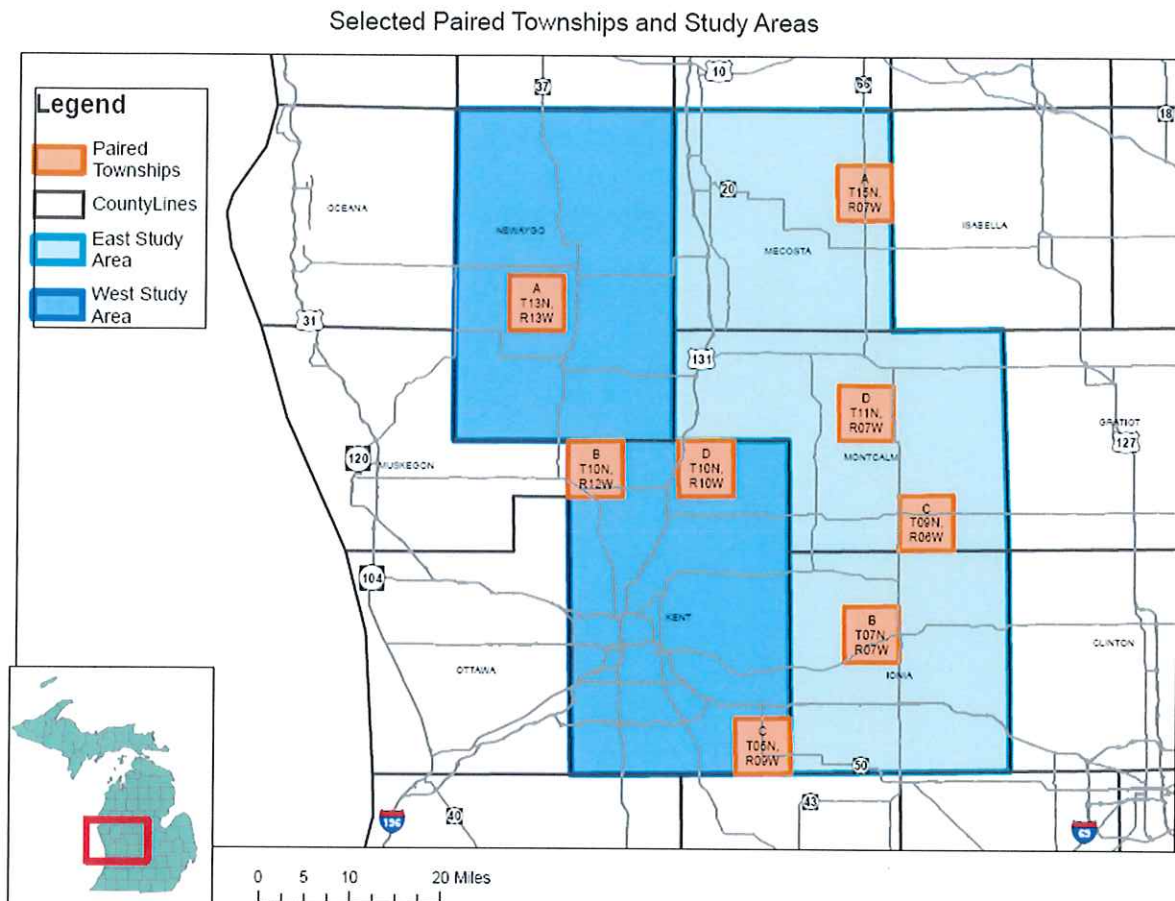 Selected Paired Townships and Study Areas
Legend
Paired
Townships
CountyLines
East Study
Area
West Study
Area
37
10
66
18
OCEANA
NEWAYGO
20
MECOSTA
ISABELLA
A
T15N,
R07W
A
T13N,
R13W
31
131
D
T11N,
R07W
GRATIOT
127
MONTCALM
120
MUSKEGON
B
T10N,
R12W
D
T10N,
R10W
C
T09N,
R06W
104
KENT
B
T07N,
R07W
CLINTON
OTTAWA
IONIA
C
T05N,
R09W
50
43
40
196
69
0 5 10 20 Miles